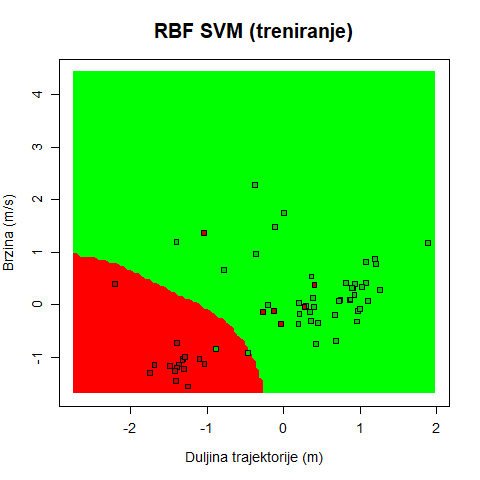 RBF SVM (treniranje)
Brzina (m/s)
4
3
2
1
0
-1
-2 -1 0 1 2
Duljina trajektorije (m)